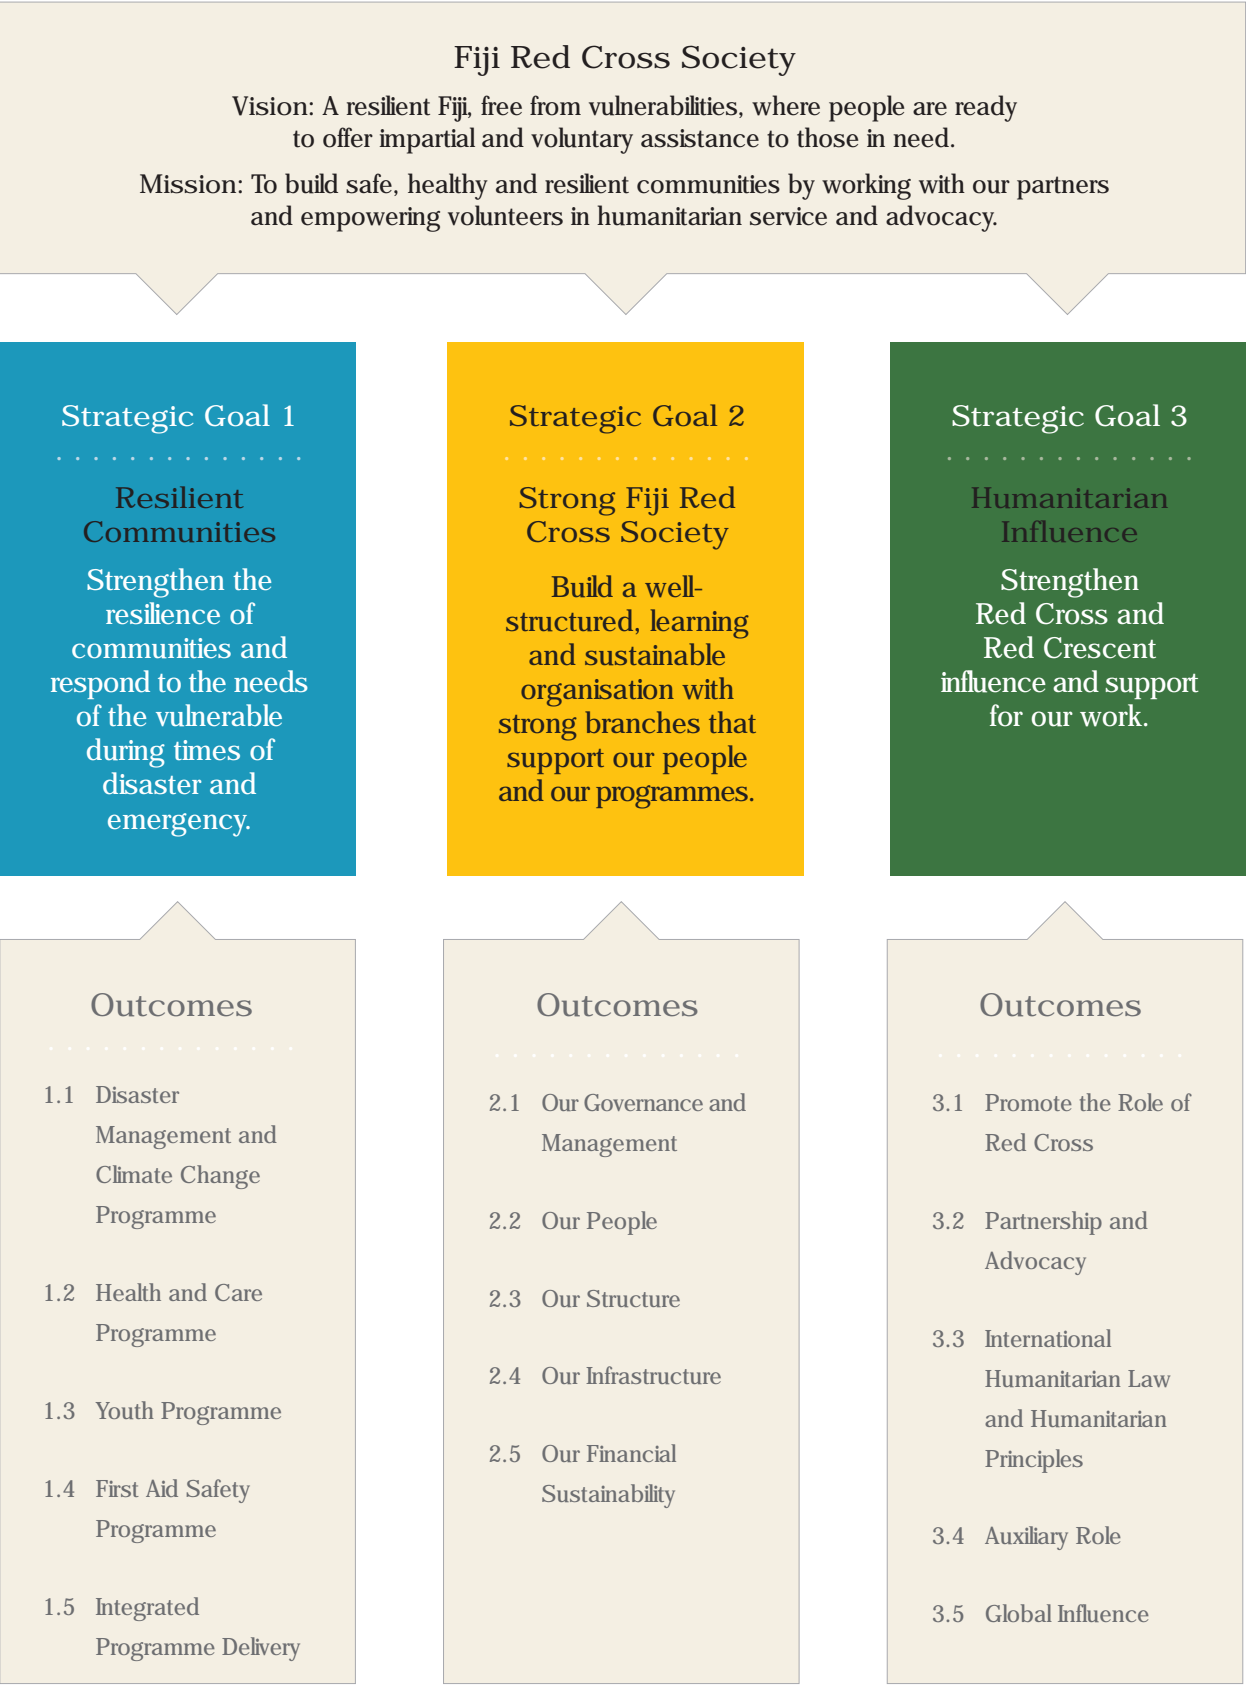 Fiji Red Cross Society
Vision: A resilient Fiji, free from vulnerabilities, where people are ready
to offer impartial and voluntary assistance to those in need.
Mission: To build safe, healthy and resilient communities by working with our partners
and empowering volunteers in humanitarian service and advocacy.
Strategic Goal 1
Resilient
Communities
Strengthen the
resilience of
communities and
respond to the needs
of the vulnerable
during times of
disaster and
emergency.
Strategic Goal 2
Strong Fiji Red
Cross Society
Build a well-
structured, learning
and sustainable
organisation with
strong branches that
support our people
and our programmes.
Strategic Goal 3
Humanitarian
Influence
Strengthen
Red Cross and
Red Crescent
influence and support
for our work.
Outcomes
1.1 Disaster
Management and
Climate Change
Programme
1.2 Health and Care
Programme
1.3 Youth Programme
1.4 First Aid Safety
Programme
1.5 Integrated
Programme Delivery
Outcomes
2.1 Our Governance and
Management
2.2 Our People
2.3 Our Structure
2.4 Our Infrastructure
2.5 Our Financial
Sustainability
Outcomes
3.1 Promote the Role of
Red Cross
3.2 Partnership and
Advocacy
3.3 International
Humanitarian Law
and Humanitarian
Principles
3.4 Auxiliary Role
3.5 Global Influence